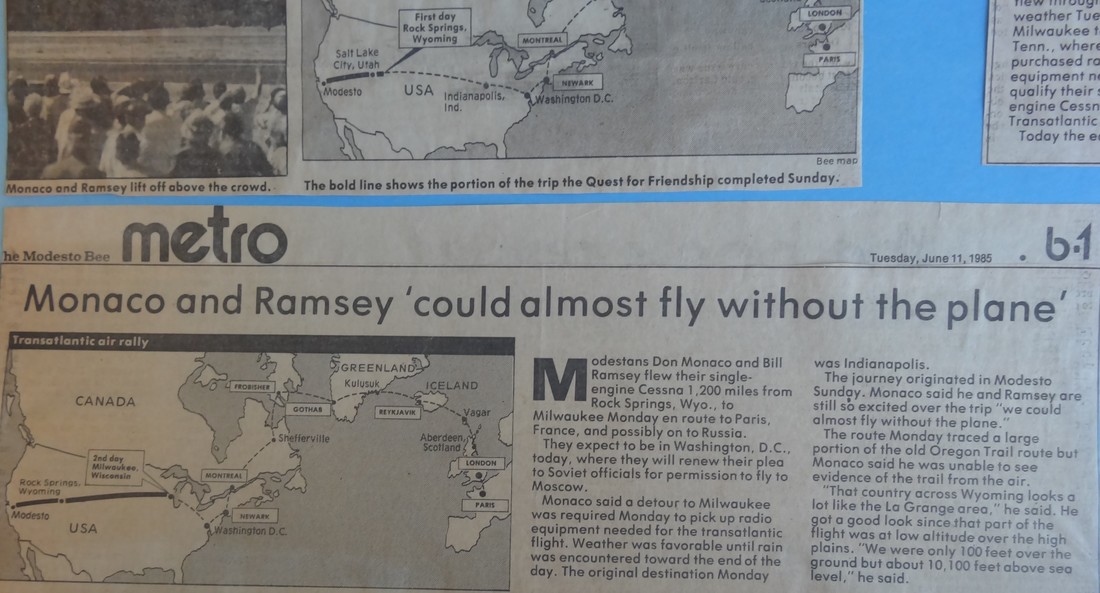 First day
Rock Springs,
Wyoming
Salt Lake
City, Utah
Modesto
USA
Indianapolis,
Ind.
MONTREAL
NEWARK
Washington D.C.
LONDON
PARIS
Bee map
Monaco and Ramsey lift off above the crowd.
The bold line shows the portion of the trip the Quest for Friendship completed Sunday.
weather Tue
Milwaukee t
Tenn., where
purchased ra
equipment ne
qualify their s
engine Cessn
Transatlantic
Today the e
he Modesto Bee
metro
Tuesday, June 11, 1985
b-1
Monaco and Ramsey 'could almost fly without the plane'
Transatlantic air rally
CANADA
FROBISHER
GREENLAND
Kulusuk
GOTHAB
REYKJAVIK
ICELAND
Vagar
Shefferville
Aberdeen,
Scotland
2nd day
Milwaukee,
Wisconsin
MONTREAL
LONDON
Rock Springs,
Wyoming
PARIS
Modesto
USA
NEWARK
Washington D.C.
Modestans Don Monaco and Bill
Ramsey flew their single-
engine Cessna 1,200 miles from
Rock Springs, Wyo., to
Milwaukee Monday en route to Paris,
France, and possibly on to Russia.
They expect to be in Washington, D.C.,
today, where they will renew their plea
to Soviet officials for permission to fly to
Moscow.
Monaco said a detour to Milwaukee
was required Monday to pick up radio
equipment needed for the transatlantic
flight. Weather was favorable until rain
was encountered toward the end of the
day. The original destination Monday
was Indianapolis.
The journey originated in Modesto
Sunday. Monaco said he and Ramsey are
still so excited over the trip "we could
almost fly without the plane."
The route Monday traced a large
portion of the old Oregon Trail route but
Monaco said he was unable to see
evidence of the trail from the air.
"That country across Wyoming looks a
lot like the La Grange area," he said. He
got a good look since that part of the
flight was at low altitude over the high
plains. "We were only 100 feet over the
ground but about 10,100 feet above sea
level," he said.